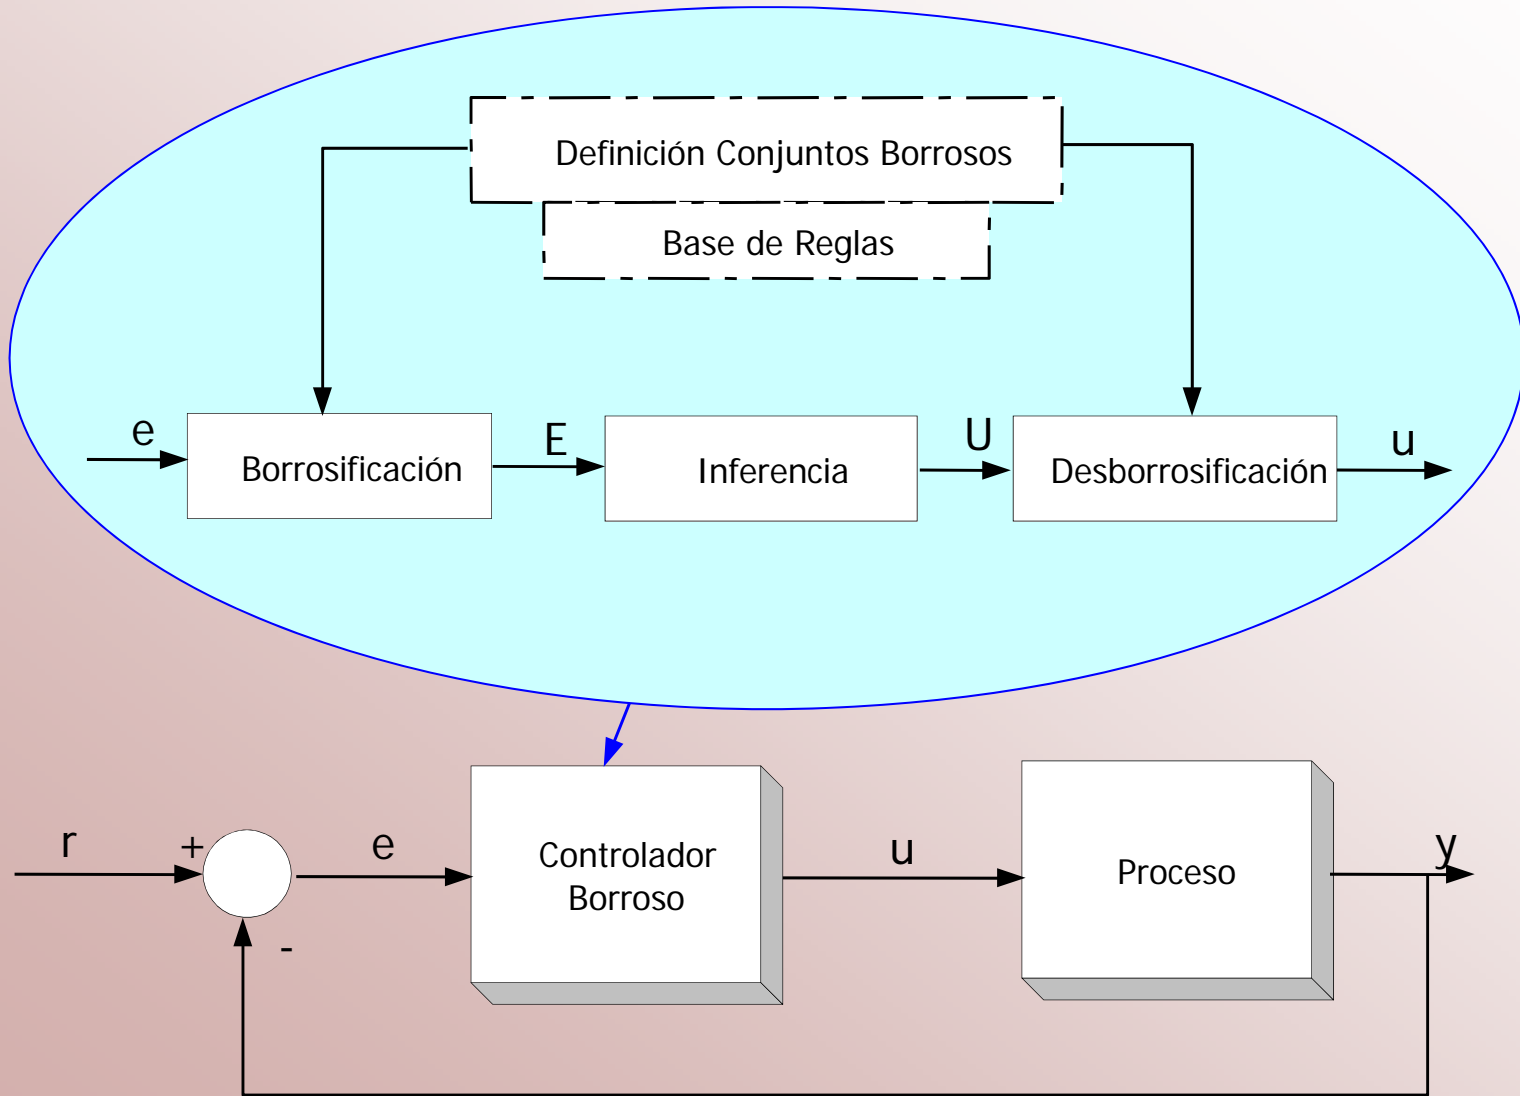 Definición Conjuntos Borrosos
Base de Reglas
e
Borrosificación
E
Inferencia
U
Desborrosificación
u
r
+
-
e
Controlador
Borroso
u
Proceso
y